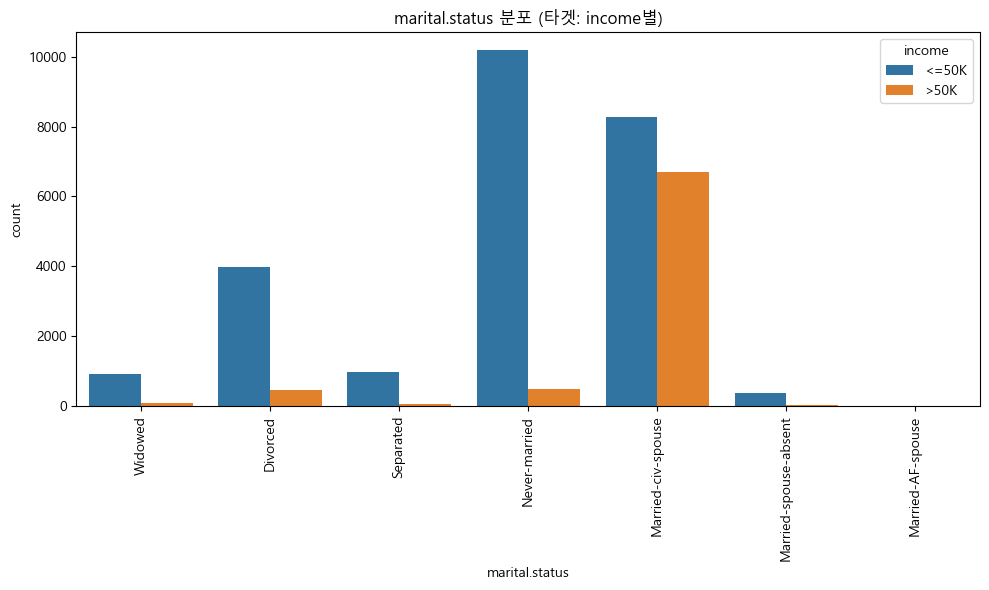 marital.status 분포 (타겟: income별)
income
<=50K
>50K
count
10000
8000
6000
4000
2000
0
Widowed
Divorced
Separated
Never-married
Married-civ-spouse
Married-spouse-absent
Married-AF-spouse
marital.status